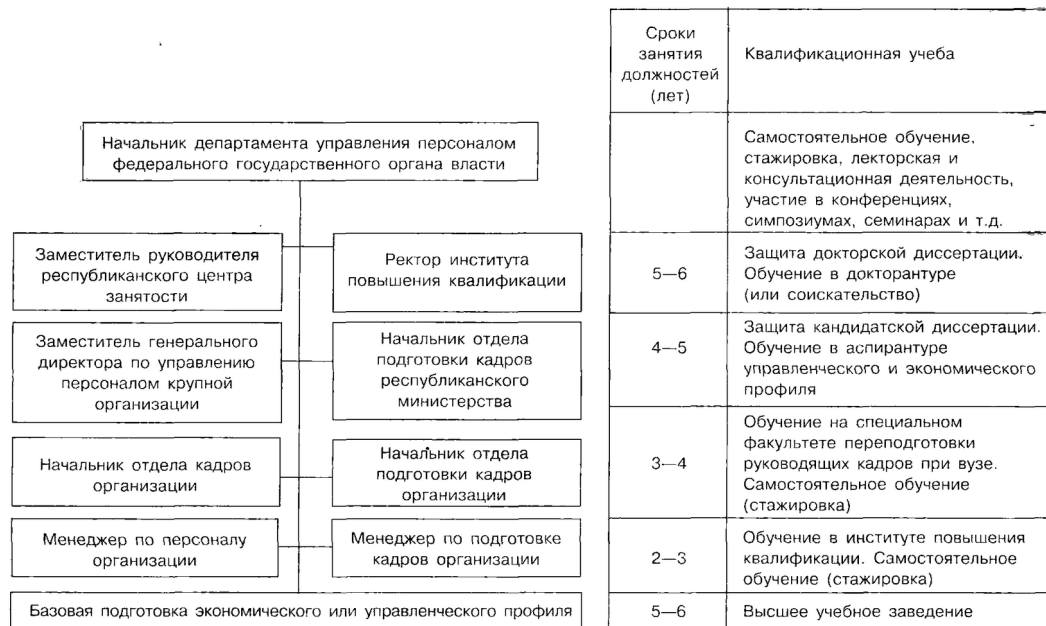 Сроки
занятия
должностей
(лет)
Квалификационная учеба
Начальник департамента управления персоналом
федерального государственного органа власти
Самостоятельное обучение,
стажировка, лекторская и
консультационная деятельность,
участие в конференциях,
симпозиумах, семинарах и т.д.
Заместитель руководителя
республиканского центра
занятости
Ректор института
повышения квалификации
5—6
Защита докторской диссертации.
Обучение в докторантуре
(или соискательство)
Заместитель генерального
директора по управлению
персоналом крупной
организации
Начальник отдела
подготовки кадров
республиканского
министерства
4—5
Защита кандидатской диссертации.
Обучение в аспирантуре
управленческого и экономического
профиля
Начальник отдела кадров
организации
Начальник отдела
подготовки кадров
организации
3—4
Обучение на специальном
факультете переподготовки
руководящих кадров при вузе.
Самостоятельное обучение
(стажировка)
Менеджер по персоналу
организации
Менеджер по подготовке
кадров организации
2—3
Обучение в институте повышения
квалификации. Самостоятельное
обучение (стажировка)
Базовая подготовка экономического или управленческого профиля
5—6
Высшее учебное заведение